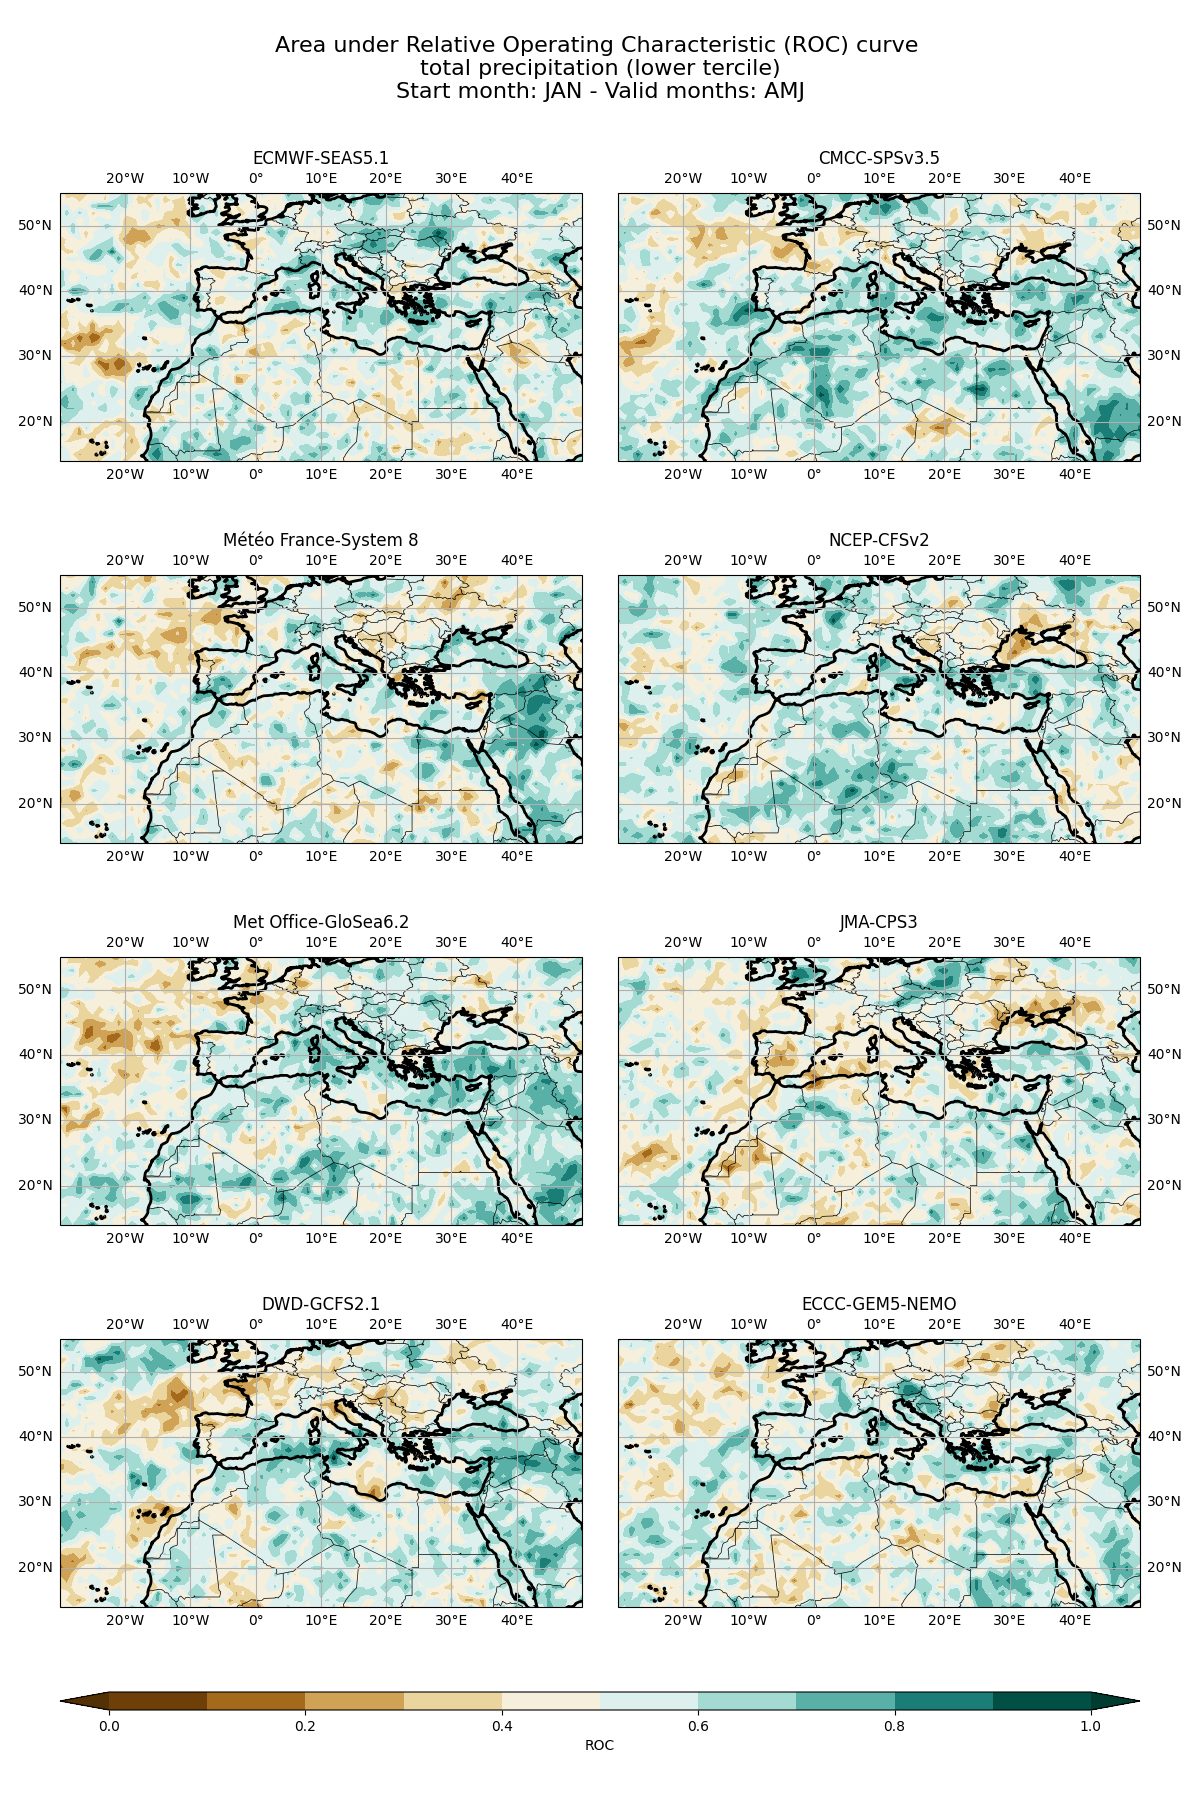 Area under Relative Operating Characteristic (ROC) curve
total precipitation (lower tercile)
Start month: JAN - Valid months: AMJ
ECMWF-SEAS5.1
20°W 10°W 0° 10°E 20°E 30°E 40°E
50°N
40°N
30°N
20°N
20°W 10°W 0° 10°E 20°E 30°E 40°E
CMCC-SPSv3.5
20°W 10°W 0° 10°E 20°E 30°E 40°E
50°N
40°N
30°N
20°N
20°W 10°W 0° 10°E 20°E 30°E 40°E
Météo France-System 8
20°W 10°W 0° 10°E 20°E 30°E 40°E
50°N
40°N
30°N
20°N
20°W 10°W 0° 10°E 20°E 30°E 40°E
NCEP-CFSv2
20°W 10°W 0° 10°E 20°E 30°E 40°E
50°N
40°N
30°N
20°N
20°W 10°W 0° 10°E 20°E 30°E 40°E
Met Office-GloSea6.2
20°W 10°W 0° 10°E 20°E 30°E 40°E
50°N
40°N
30°N
20°N
20°W 10°W 0° 10°E 20°E 30°E 40°E
JMA-CPS3
20°W 10°W 0° 10°E 20°E 30°E 40°E
50°N
40°N
30°N
20°N
20°W 10°W 0° 10°E 20°E 30°E 40°E
DWD-GCFS2.1
20°W 10°W 0° 10°E 20°E 30°E 40°E
50°N
40°N
30°N
20°N
20°W 10°W 0° 10°E 20°E 30°E 40°E
ECCC-GEM5-NEMO
20°W 10°W 0° 10°E 20°E 30°E 40°E
50°N
40°N
30°N
20°N
20°W 10°W 0° 10°E 20°E 30°E 40°E
0.0 0.2 0.4 0.6 0.8 1.0
ROC